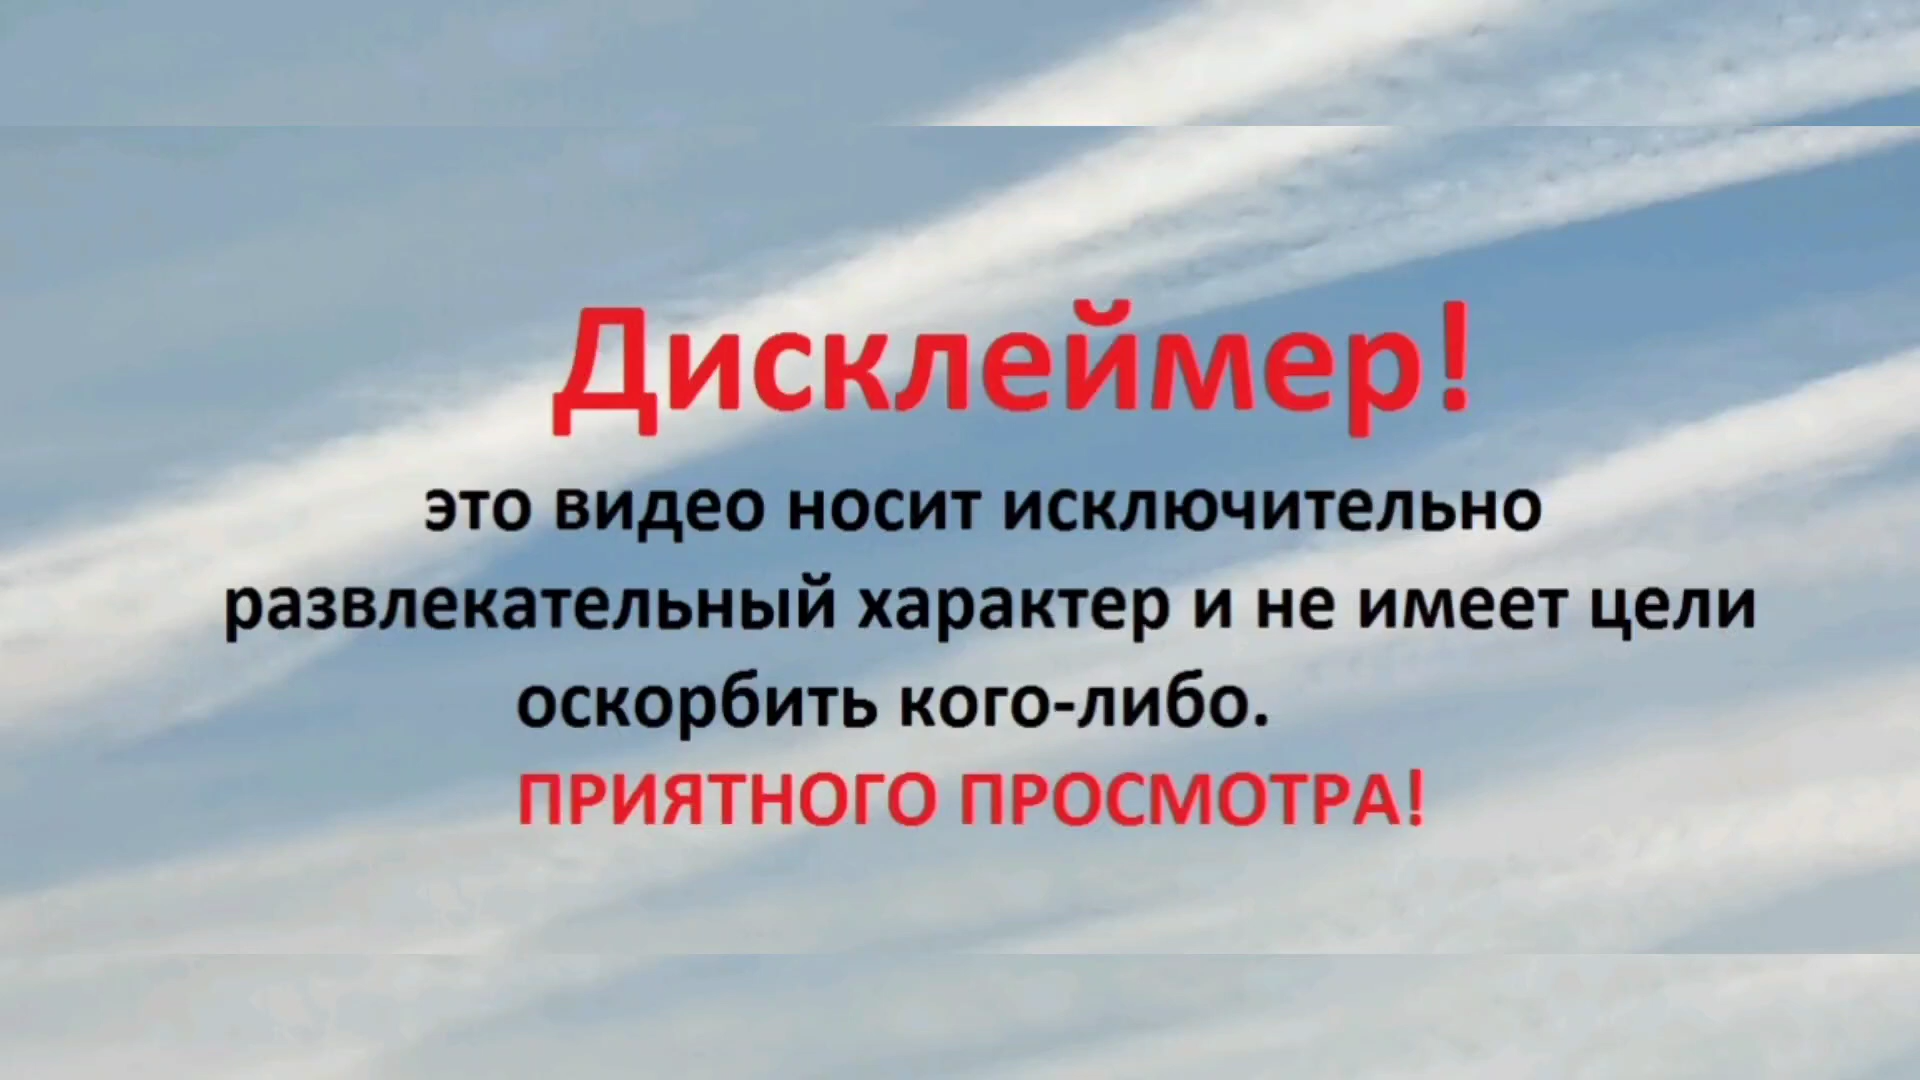 Дисклеймер!
это видео носит исключительно
развлекательный характер и не имеет цели
оскорбить кого-либо.
ПРИЯТНОГО ПРОСМОТРА!